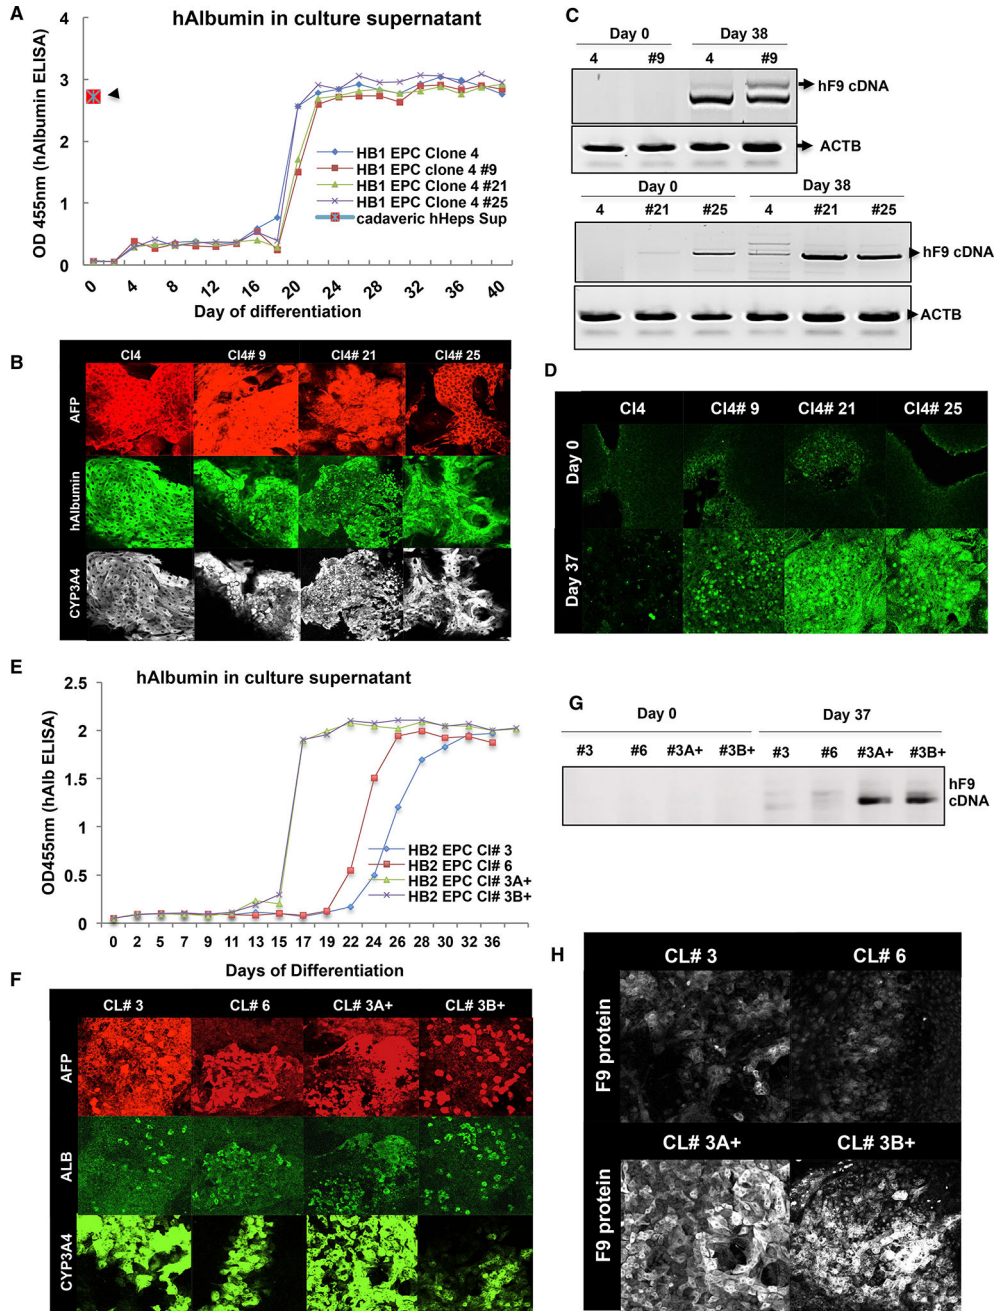 A
hAlbumin in culture supernatant
OD 455nm (hAlbumin ELISA)
4
3
2
1
0
0 4 8 12 16 20 24 28 32 36 40
Day of differentiation
HB1 EPC Clone 4
HB1 EPC clone 4 #9
HB1 EPC Clone 4 #21
HB1 EPC Clone 4 #25
cadaveric hHeps Sup
C
Day 0 Day 38
4 #9 4 #9
hF9 cDNA
ACTB
Day 0 Day 38
4 #21 #25 4 #21 #25
hF9 cDNA
ACTB
B
Cl4 Cl4# 9 Cl4# 21 Cl4# 25
AFP
hAlbumin
CYP3A4
D
Cl4 Cl4# 9 Cl4# 21 Cl4# 25
Day 0
Day 37
E
hAlbumin in culture supernatant
OD455nm (hAlb ELISA)
2.5
2
1.5
1
0.5
0
0 2 5 7 9 11 13 15 17 19 22 24 26 28 30 32 36
Days of Differentiation
HB2 EPC Cl# 3
HB2 EPC Cl# 6
HB2 EPC Cl# 3A+
HB2 EPC Cl# 3B+
G
Day 0 Day 37
#3 #6 #3A+ #3B+ #3 #6 #3A+ #3B+
hF9
cDNA
F
CL# 3 CL# 6 CL# 3A+ CL# 3B+
AFP
ALB
CYP3A4
H
CL# 3 CL# 6
F9 protein
CL# 3A+ CL# 3B+
F9 protein